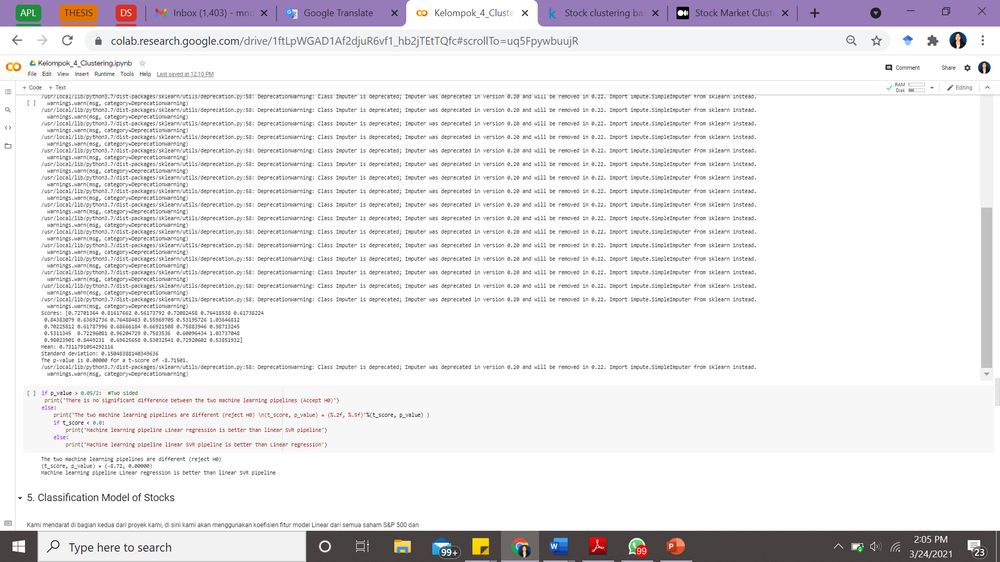 APL
THESIS
DS
Inbox (1,403) - mno
Google Translate
Kelompok_4_Cluste
Stock clustering ba
Stock Market Clust
colab.research.google.com/drive/1ftLpWGAD1Af2djuR6vf1_hb2jTEtTQfc#scrollTo=uq5FpywbuujR
Kelompok_4_Clustering.ipynb
File Edit View Insert Runtime Tools Help Last saved at 12:10 PM
Comment
Share
+ Code + Text
RAM
Disk
Editing
/usr/local/lib/python3.7/dist-packages/sklearn/utils/deprecation.py:58: DeprecationWarning: Class Imputer is deprecated; Imputer was deprecated in version 0.20 and will be removed in 0.22. Import impute.SimpleImputer from sklearn instead.
[ ] warnings.warn(msg, category=DeprecationWarning)
/usr/local/lib/python3.7/dist-packages/sklearn/utils/deprecation.py:58: DeprecationWarning: Class Imputer is deprecated; Imputer was deprecated in version 0.20 and will be removed in 0.22. Import impute.SimpleImputer from sklearn instead.
warnings.warn(msg, category=DeprecationWarning)
/usr/local/lib/python3.7/dist-packages/sklearn/utils/deprecation.py:58: DeprecationWarning: Class Imputer is deprecated; Imputer was deprecated in version 0.20 and will be removed in 0.22. Import impute.SimpleImputer from sklearn instead.
warnings.warn(msg, category=DeprecationWarning)
/usr/local/lib/python3.7/dist-packages/sklearn/utils/deprecation.py:58: DeprecationWarning: Class Imputer is deprecated; Imputer was deprecated in version 0.20 and will be removed in 0.22. Import impute.SimpleImputer from sklearn instead.
warnings.warn(msg, category=DeprecationWarning)
/usr/local/lib/python3.7/dist-packages/sklearn/utils/deprecation.py:58: DeprecationWarning: Class Imputer is deprecated; Imputer was deprecated in version 0.20 and will be removed in 0.22. Import impute.SimpleImputer from sklearn instead.
warnings.warn(msg, category=DeprecationWarning)
/usr/local/lib/python3.7/dist-packages/sklearn/utils/deprecation.py:58: DeprecationWarning: Class Imputer is deprecated; Imputer was deprecated in version 0.20 and will be removed in 0.22. Import impute.SimpleImputer from sklearn instead.
warnings.warn(msg, category=DeprecationWarning)
/usr/local/lib/python3.7/dist-packages/sklearn/utils/deprecation.py:58: DeprecationWarning: Class Imputer is deprecated; Imputer was deprecated in version 0.20 and will be removed in 0.22. Import impute.SimpleImputer from sklearn instead.
warnings.warn(msg, category=DeprecationWarning)
/usr/local/lib/python3.7/dist-packages/sklearn/utils/deprecation.py:58: DeprecationWarning: Class Imputer is deprecated; Imputer was deprecated in version 0.20 and will be removed in 0.22. Import impute.SimpleImputer from sklearn instead.
warnings.warn(msg, category=DeprecationWarning)
/usr/local/lib/python3.7/dist-packages/sklearn/utils/deprecation.py:58: DeprecationWarning: Class Imputer is deprecated; Imputer was deprecated in version 0.20 and will be removed in 0.22. Import impute.SimpleImputer from sklearn instead.
warnings.warn(msg, category=DeprecationWarning)
/usr/local/lib/python3.7/dist-packages/sklearn/utils/deprecation.py:58: DeprecationWarning: Class Imputer is deprecated; Imputer was deprecated in version 0.20 and will be removed in 0.22. Import impute.SimpleImputer from sklearn instead.
warnings.warn(msg, category=DeprecationWarning)
/usr/local/lib/python3.7/dist-packages/sklearn/utils/deprecation.py:58: DeprecationWarning: Class Imputer is deprecated; Imputer was deprecated in version 0.20 and will be removed in 0.22. Import impute.SimpleImputer from sklearn instead.
warnings.warn(msg, category=DeprecationWarning)
/usr/local/lib/python3.7/dist-packages/sklearn/utils/deprecation.py:58: DeprecationWarning: Class Imputer is deprecated; Imputer was deprecated in version 0.20 and will be removed in 0.22. Import impute.SimpleImputer from sklearn instead.
warnings.warn(msg, category=DeprecationWarning)
/usr/local/lib/python3.7/dist-packages/sklearn/utils/deprecation.py:58: DeprecationWarning: Class Imputer is deprecated; Imputer was deprecated in version 0.20 and will be removed in 0.22. Import impute.SimpleImputer from sklearn instead.
warnings.warn(msg, category=DeprecationWarning)
/usr/local/lib/python3.7/dist-packages/sklearn/utils/deprecation.py:58: DeprecationWarning: Class Imputer is deprecated; Imputer was deprecated in version 0.20 and will be removed in 0.22. Import impute.SimpleImputer from sklearn instead.
warnings.warn(msg, category=DeprecationWarning)
/usr/local/lib/python3.7/dist-packages/sklearn/utils/deprecation.py:58: DeprecationWarning: Class Imputer is deprecated; Imputer was deprecated in version 0.20 and will be removed in 0.22. Import impute.SimpleImputer from sklearn instead.
warnings.warn(msg, category=DeprecationWarning)
/usr/local/lib/python3.7/dist-packages/sklearn/utils/deprecation.py:58: DeprecationWarning: Class Imputer is deprecated; Imputer was deprecated in version 0.20 and will be removed in 0.22. Import impute.SimpleImputer from sklearn instead.
warnings.warn(msg, category=DeprecationWarning)
Scores: [0.72701364 0.81617662 0.56173792 0.72082458 0.76418538 0.61738224
0.84383079 0.63692736 0.76488483 0.55969705 0.53195726 1.03646812
0.70225812 0.61787996 0.68666184 0.66921508 0.75883946 0.98713245
0.5311345 0.72296081 0.96204729 0.7583536 0.60096434 1.03737048
0.98023901 0.8449231 0.69625658 0.53032541 0.72920602 0.53851932]
Mean: 0.7311791054292116
Standard deviation: 0.15048388140349636
The p-value is 0.00000 for a t-score of -8.71501.
/usr/local/lib/python3.7/dist-packages/sklearn/utils/deprecation.py:58: DeprecationWarning: Class Imputer is deprecated; Imputer was deprecated in version 0.20 and will be removed in 0.22. Import impute.SimpleImputer from sklearn instead.
warnings.warn(msg, category=DeprecationWarning)
[ ] if p_value > 0.05/2: #Two sided
print('There is no significant difference between the two machine learning pipelines (Accept H0)')
else:
print('The two machine learning pipelines are different (reject H0) \n(t_score, p_value) = (%.2f, %.5f)'%(t_score, p_value) )
if t_score < 0.0:
print('Machine learning pipeline Linear regression is better than linear SVR pipeline')
else:
print('Machine learning pipeline linear SVR pipeline is better than Linear regression')
The two machine learning pipelines are different (reject H0)
(t_score, p_value) = (-8.72, 0.00000)
Machine learning pipeline Linear regression is better than linear SVR pipeline
5. Classification Model of Stocks
Kami mendarat di bagian kedua dari proyek kami, di sini kami akan menggunakan koefisien fitur model Linear dari semua saham S&P 500 dan
Type here to search
99+
99
2:05 PM
3/24/2021
23